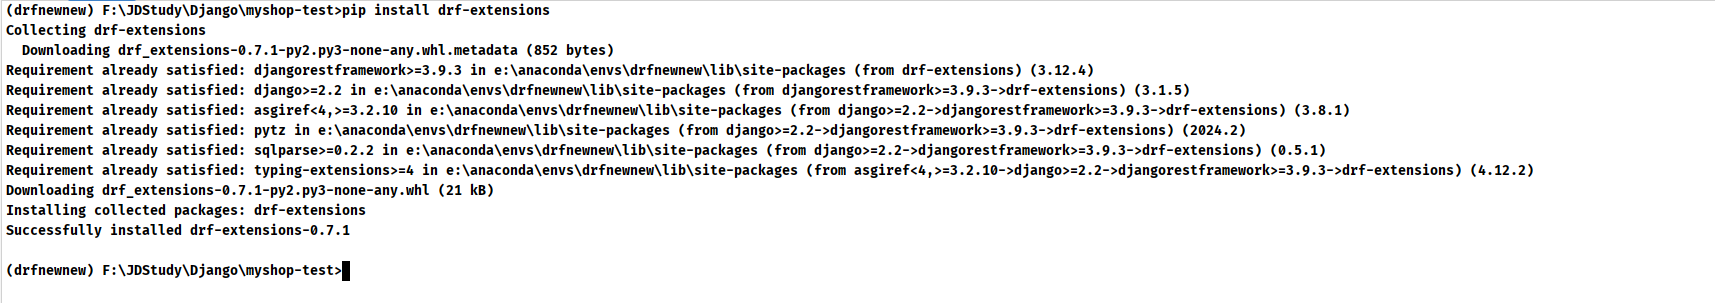 (drfnewnew) F:\JDStudy\Django\myshop-test>pip install drf-extensions
Collecting drf-extensions
  Downloading drf_extensions-0.7.1-py2.py3-none-any.whl.metadata (852 bytes)
Requirement already satisfied: djangorestframework>=3.9.3 in e:\anaconda\envs\drfnewnew\lib\site-packages (from drf-extensions) (3.12.4)
Requirement already satisfied: django>=2.2 in e:\anaconda\envs\drfnewnew\lib\site-packages (from djangorestframework>=3.9.3->drf-extensions) (3.1.5)
Requirement already satisfied: asgiref<4,>=3.2.10 in e:\anaconda\envs\drfnewnew\lib\site-packages (from django>=2.2->djangorestframework>=3.9.3->drf-extensions) (3.8.1)
Requirement already satisfied: pytz in e:\anaconda\envs\drfnewnew\lib\site-packages (from django>=2.2->djangorestframework>=3.9.3->drf-extensions) (2024.2)
Requirement already satisfied: sqlparse>=0.2.2 in e:\anaconda\envs\drfnewnew\lib\site-packages (from django>=2.2->djangorestframework>=3.9.3->drf-extensions) (0.5.1)
Requirement already satisfied: typing-extensions>=4 in e:\anaconda\envs\drfnewnew\lib\site-packages (from asgiref<4,>=3.2.10->django>=2.2->djangorestframework>=3.9.3->drf-extensions) (4.12.2)
Downloading drf_extensions-0.7.1-py2.py3-none-any.whl (21 kB)
Installing collected packages: drf-extensions
Successfully installed drf-extensions-0.7.1

(drfnewnew) F:\JDStudy\Django\myshop-test>